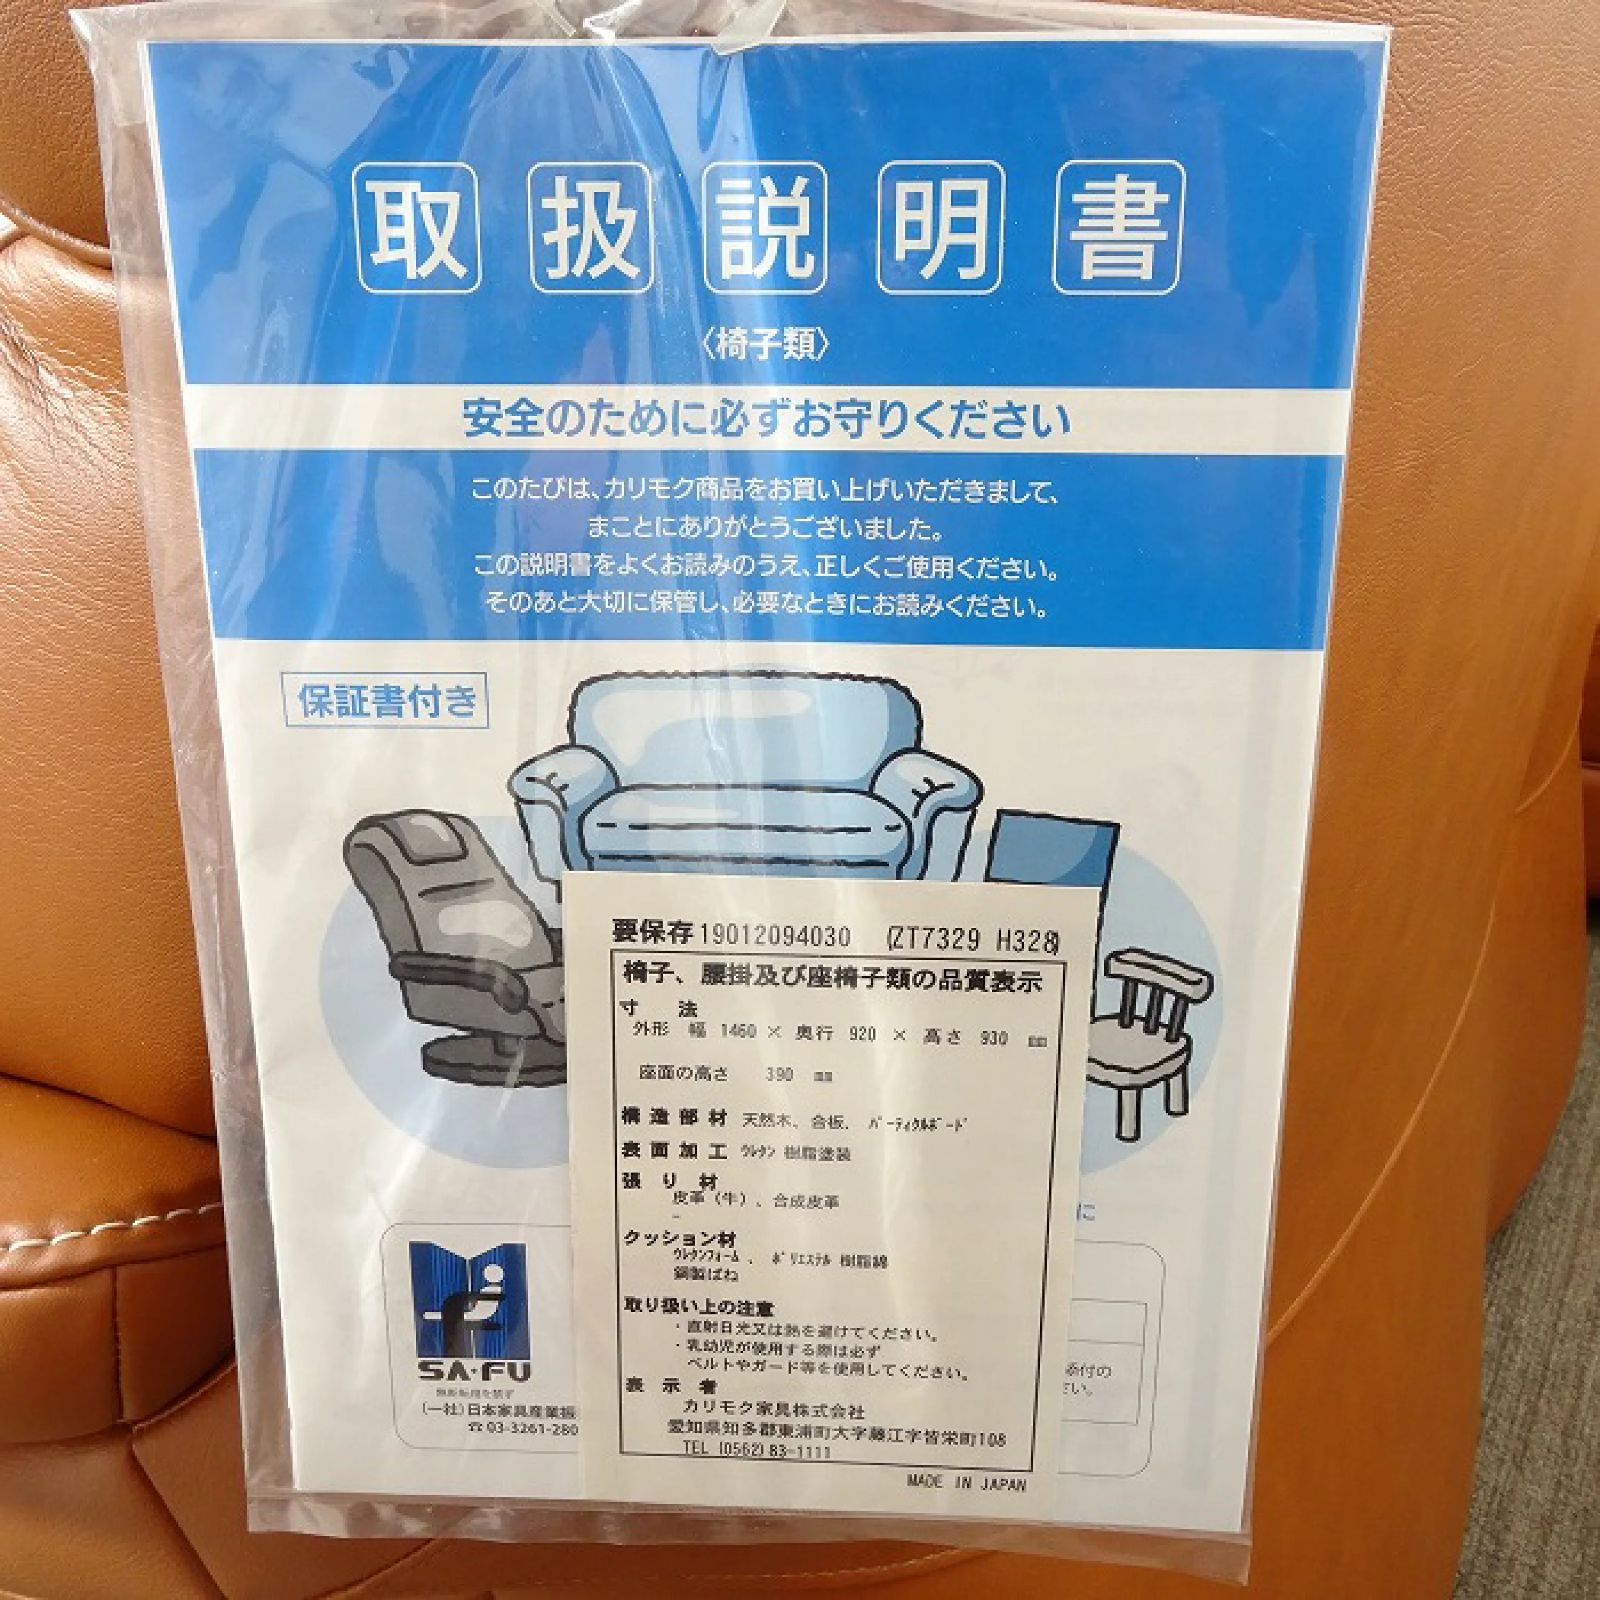 取扱説明書
〈椅子類〉
安全のために必ずお守りください
このたびは、カリモク商品をお買い上げいただきまして、
まことにありがとうございました。
この説明書をよくお読みのうえ、正しくご使用ください。
そのあと大切に保管し、必要なときにお読みください。
保証書付き
要保存 19012094030 (ZT7329 H328)
椅子、腰掛及び座椅子類の品質表示
寸 法
外形 幅 1460 × 奥行 920 × 高さ 930 mm
座面の高さ 390 mm
構造部材 天然木、合板、ﾊﾟｰﾃｨｸﾙﾎﾞｰﾄﾞ
表面加工 ｳﾚﾀﾝ 樹脂塗装
張り材
皮革(牛)、合成皮革
クッション材
ｳﾚﾀﾝﾌｫｰﾑ、ﾎﾟﾘｴｽﾃﾙ 樹脂綿
鋼製ばね
取り扱い上の注意
・直射日光又は熱を避けてください。
・乳幼児が使用する際は必ず
ベルトやガード等を使用してください。
表示者
カリモク家具株式会社
愛知県知多郡東浦町大字藤江字皆栄町108
TEL (0562) 83-1111
MADE IN JAPAN
に
SA・FU
無断転用を禁ず
(一社)日本家具産業振
☎ 03-3261-280
添付の
さい。